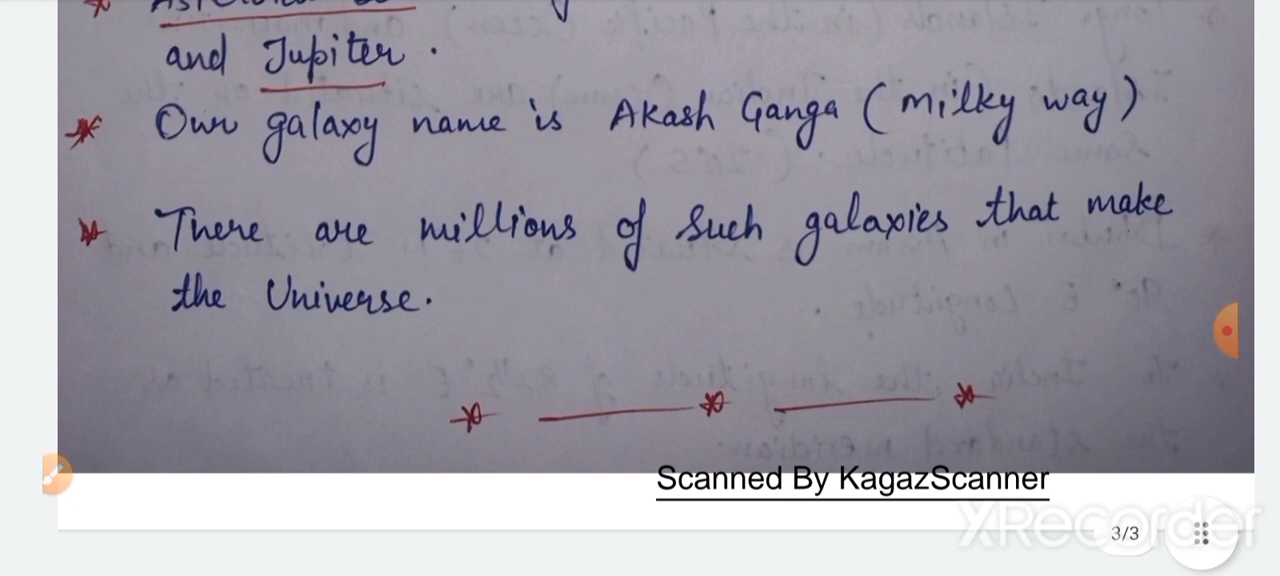 and Jupiter.
* Our galaxy name is Akash Ganga (milky way)
* There are millions of such galaxies that make
the Universe.
Scanned By KagazScanner
XRecorder
3/3